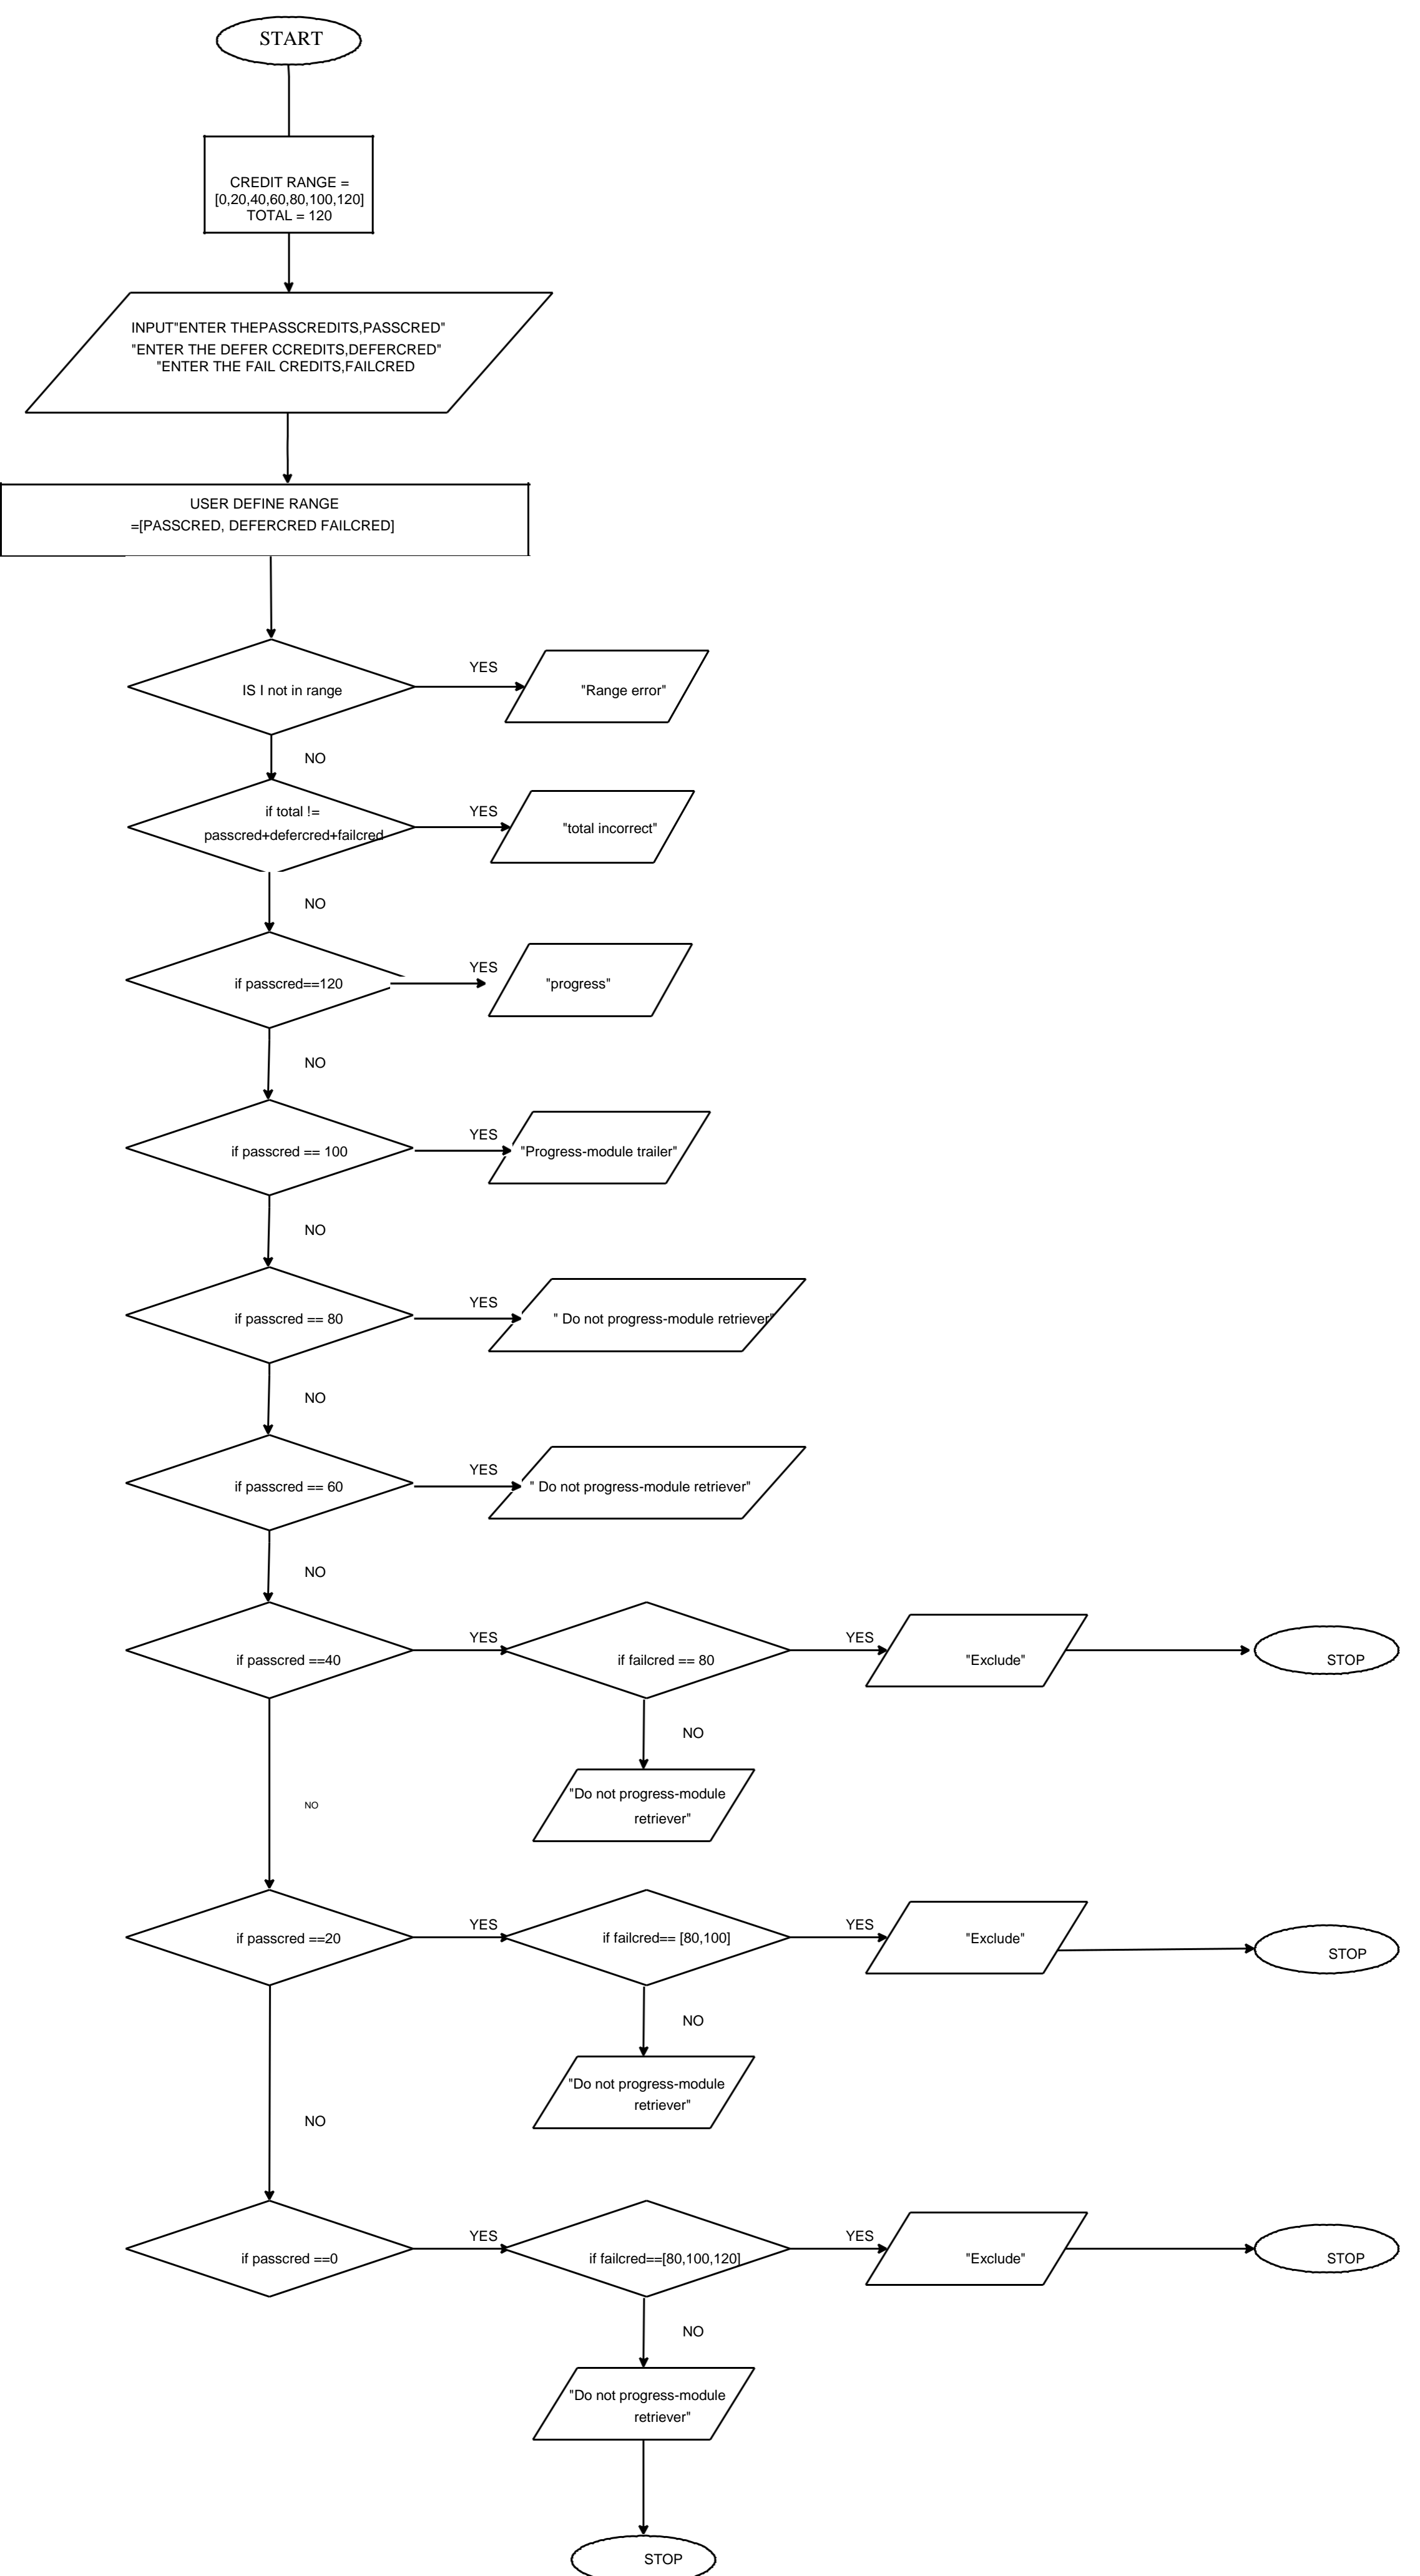 START
CREDIT RANGE =
[0,20,40,60,80,100,120]
TOTAL = 120
INPUT"ENTER THEPASSCREDITS,PASSCRED"
"ENTER THE DEFER CCREDITS,DEFERCRED"
"ENTER THE FAIL CREDITS,FAILCRED
USER DEFINE RANGE
=[PASSCRED, DEFERCRED FAILCRED]
IS I not in range
YES
"Range error"
NO
if total !=
passcred+defercred+failcred
YES
"total incorrect"
NO
if passcred==120
YES
"progress"
NO
if passcred == 100
YES
"Progress-module trailer"
NO
if passcred == 80
YES
" Do not progress-module retriever"
NO
if passcred == 60
YES
" Do not progress-module retriever"
NO
if passcred ==40
YES
if failcred == 80
YES
"Exclude"
STOP
NO
"Do not progress-module
retriever"
NO
if passcred ==20
YES
if failcred== [80,100]
YES
"Exclude"
STOP
NO
"Do not progress-module
retriever"
NO
if passcred ==0
YES
if failcred==[80,100,120]
YES
"Exclude"
STOP
NO
"Do not progress-module
retriever"
STOP